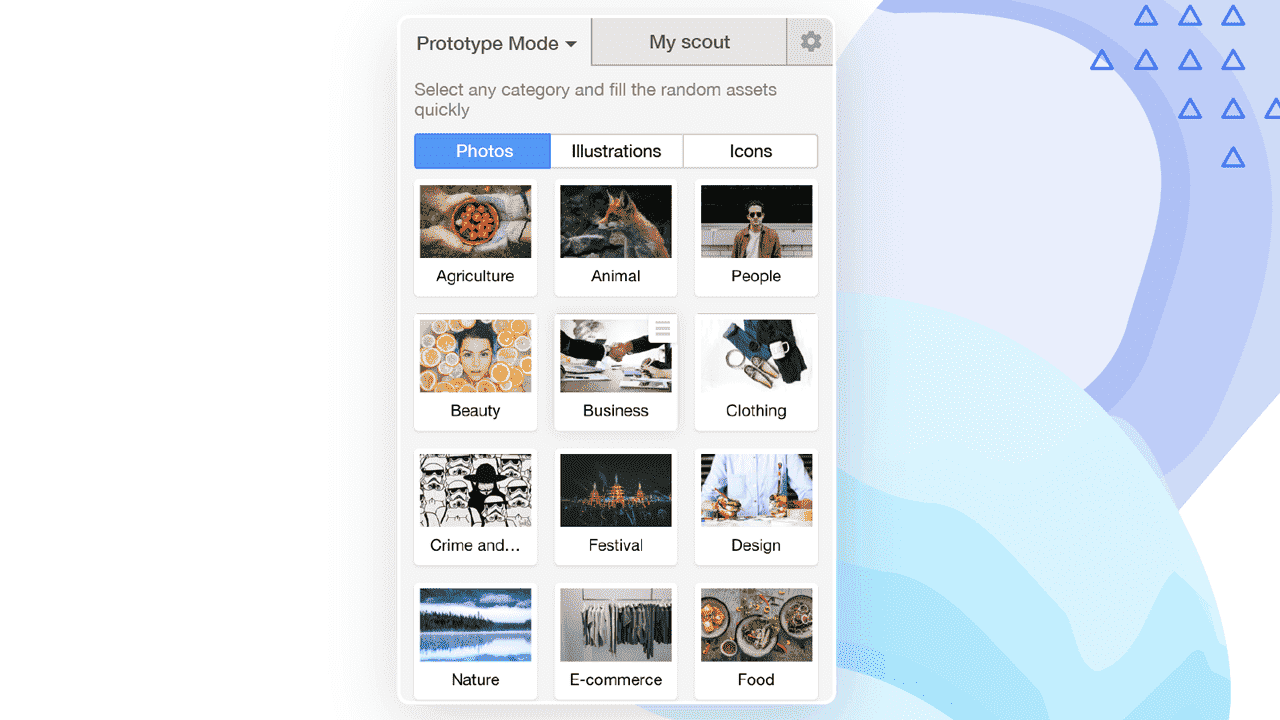 Prototype Mode
My scout
Select any category and fill the random assets
quickly
Photos
Illustrations
Icons
Agriculture
Animal
People
Beauty
Business
Clothing
Crime and...
Festival
Design
Nature
E-commerce
Food